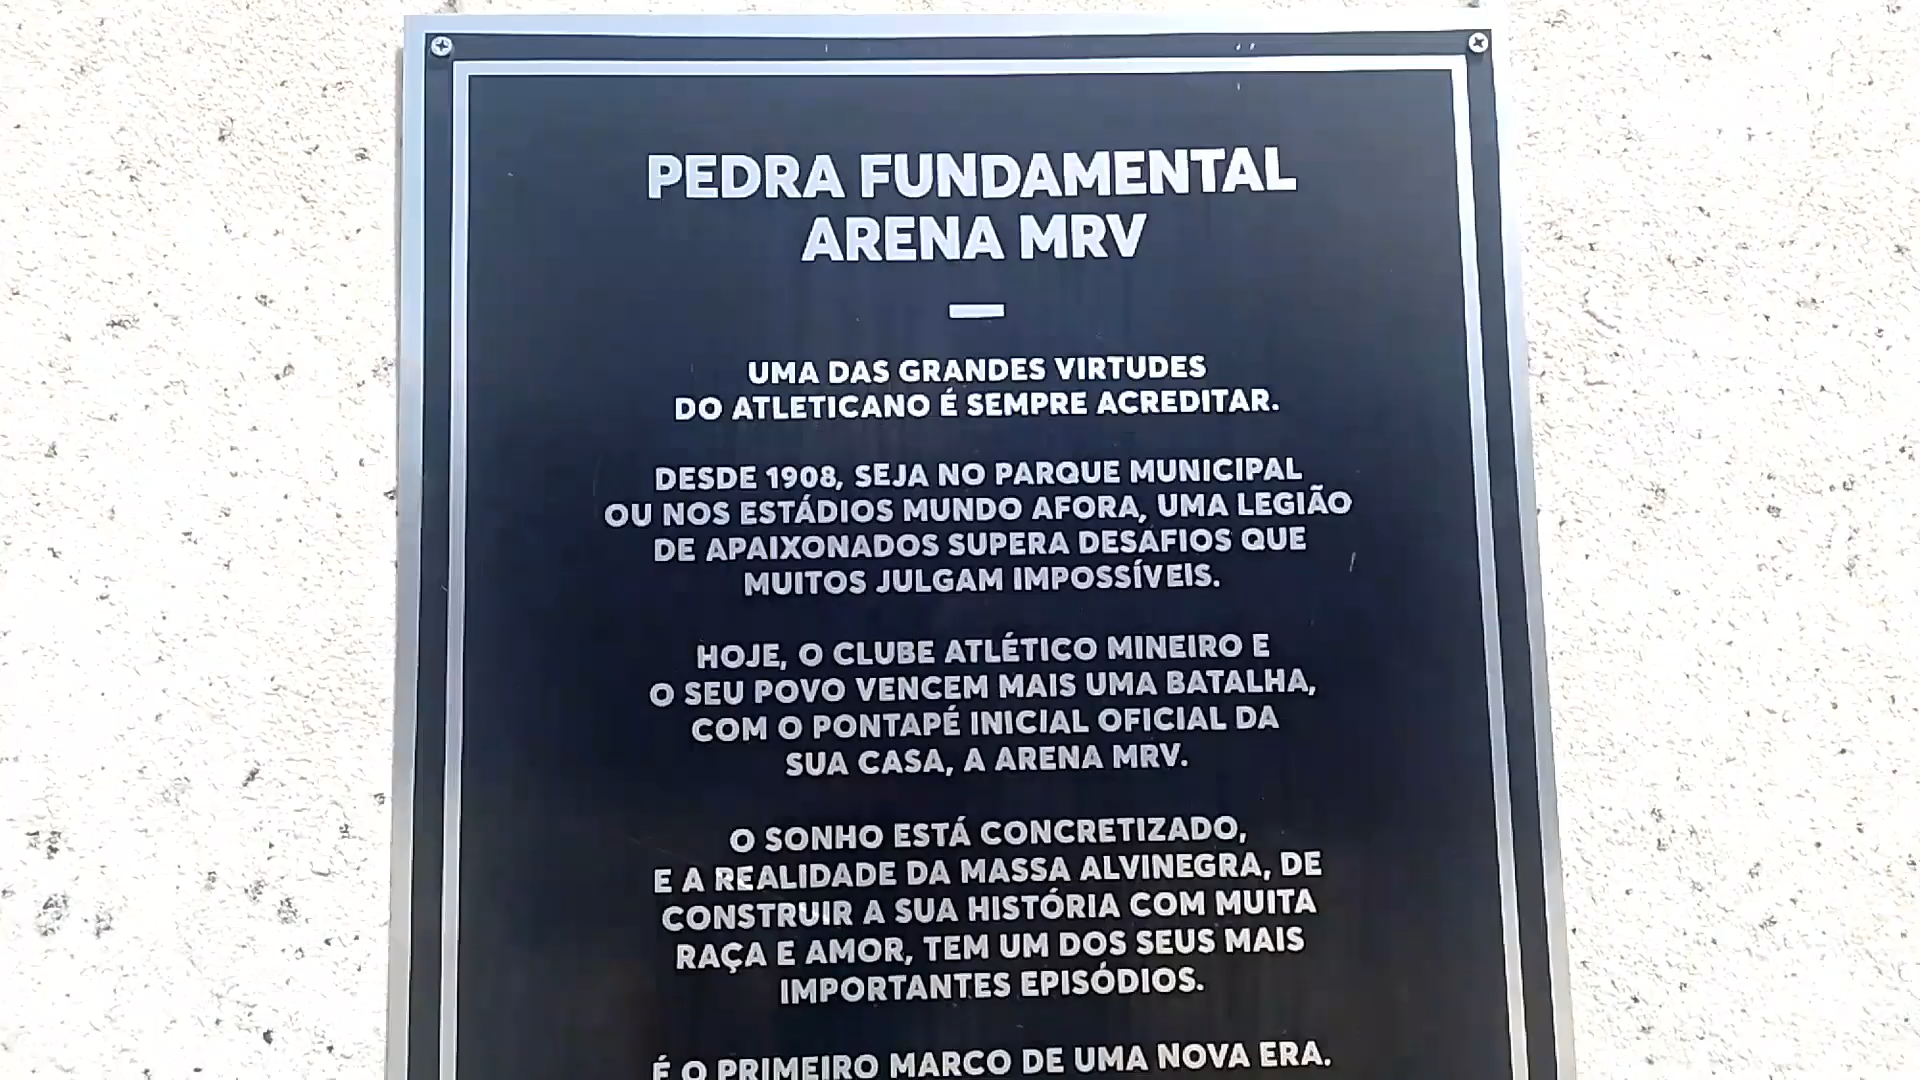 PEDRA FUNDAMENTAL
ARENA MRV
UMA DAS GRANDES VIRTUDES
DO ATLETICANO É SEMPRE ACREDITAR.
DESDE 1908, SEJA NO PARQUE MUNICIPAL
OU NOS ESTÁDIOS MUNDO AFORA, UMA LEGIÃO
DE APAIXONADOS SUPERA DESAFIOS QUE
MUITOS JULGAM IMPOSSÍVEIS.
HOJE, O CLUBE ATLÉTICO MINEIRO E
O SEU POVO VENCEM MAIS UMA BATALHA,
COM O PONTAPÉ INICIAL OFICIAL DA
SUA CASA, A ARENA MRV.
O SONHO ESTÁ CONCRETIZADO,
E A REALIDADE DA MASSA ALVINEGRA, DE
CONSTRUIR A SUA HISTÓRIA COM MUITA
RAÇA E AMOR, TEM UM DOS SEUS MAIS
IMPORTANTES EPISÓDIOS.
É O PRIMEIRO MARCO DE UMA NOVA ERA.